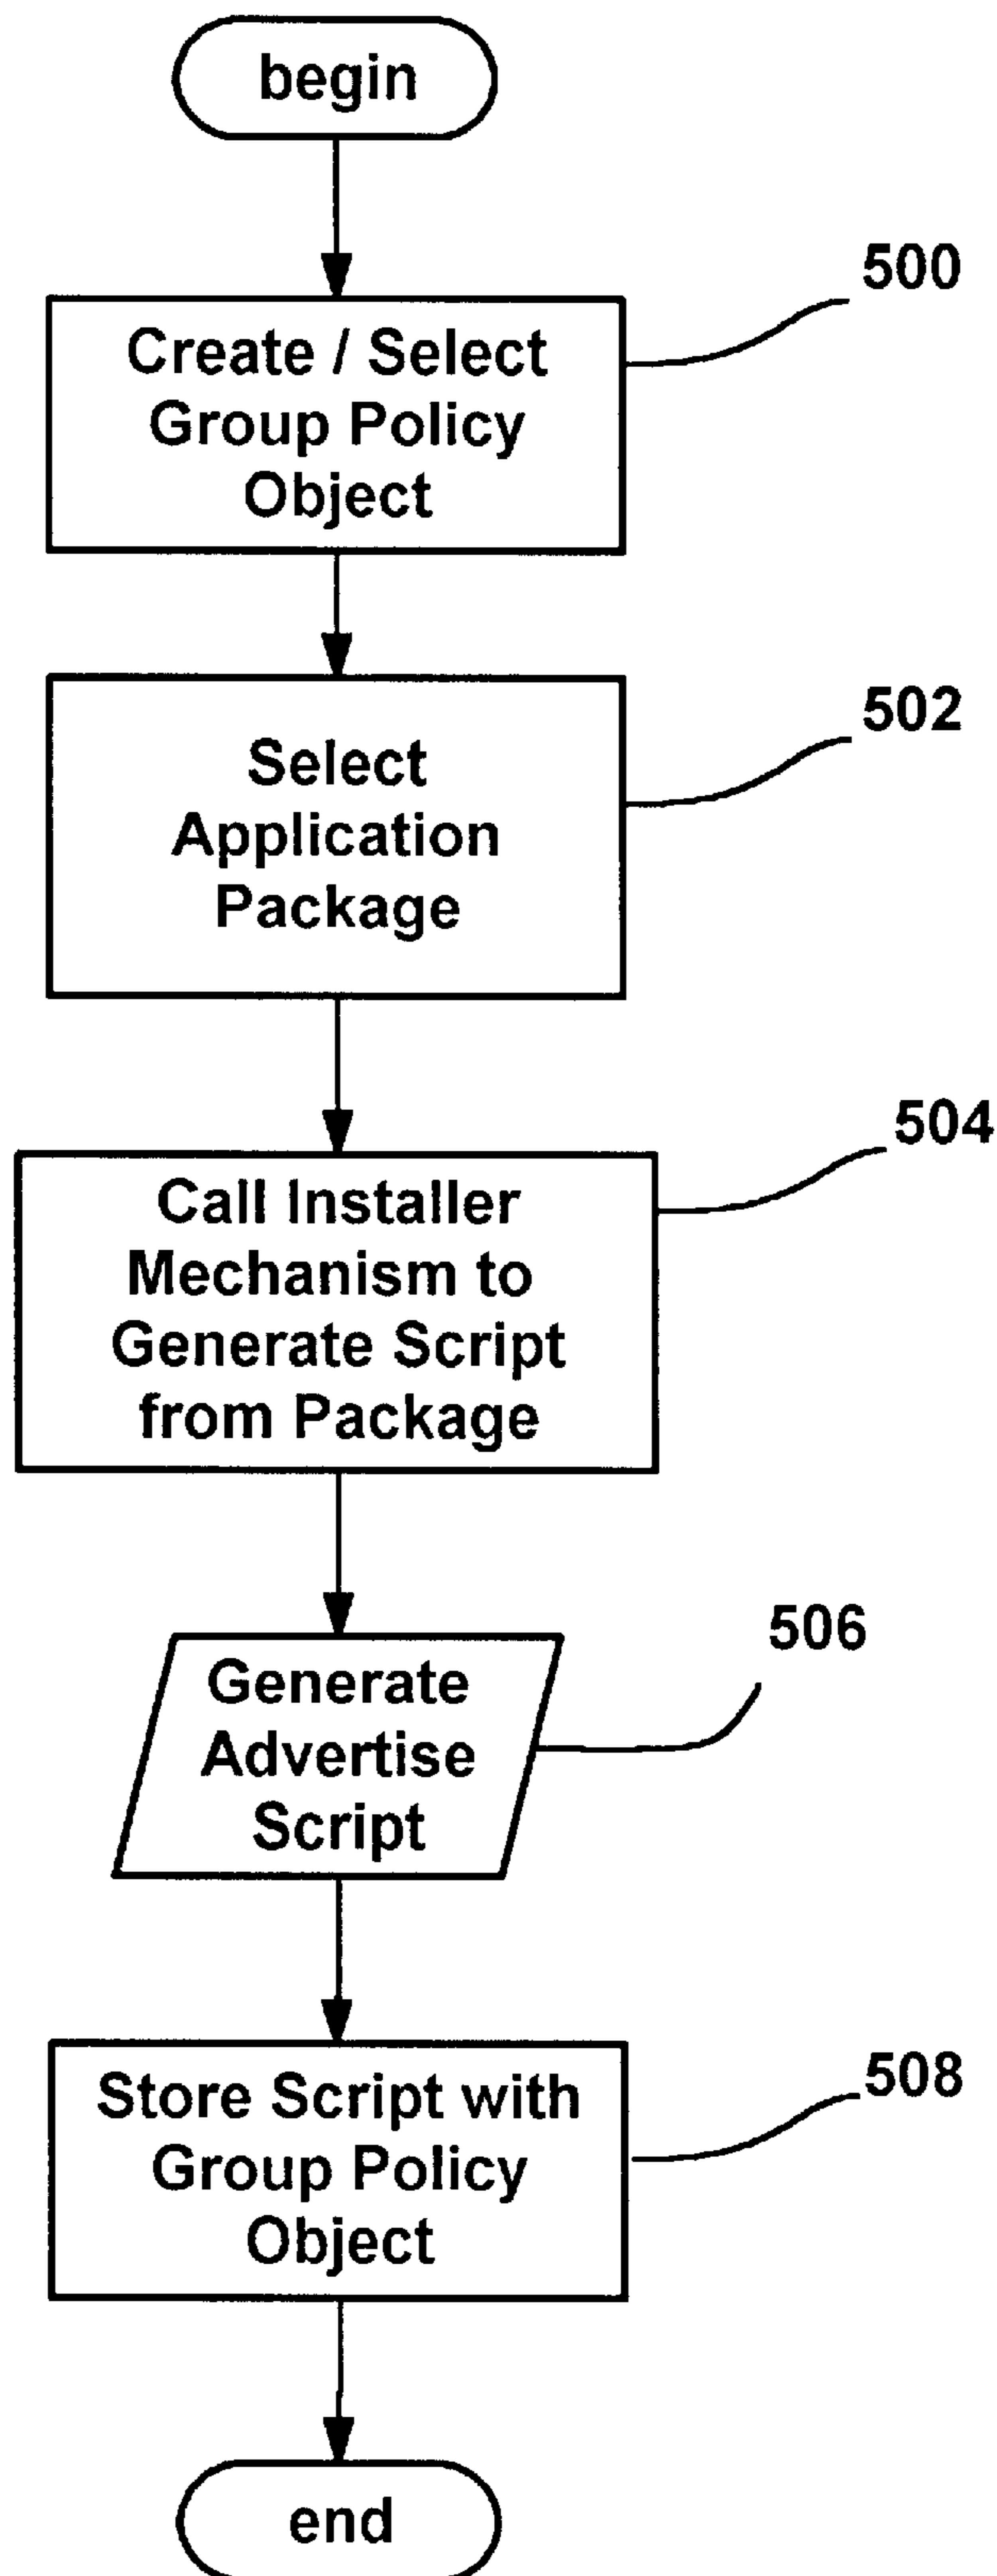 begin
500
Create / Select
Group Policy
Object
502
Select
Application
Package
504
Call Installer
Mechanism to
Generate Script
from Package
506
Generate
Advertise
Script
508
Store Script with
Group Policy
Object
end